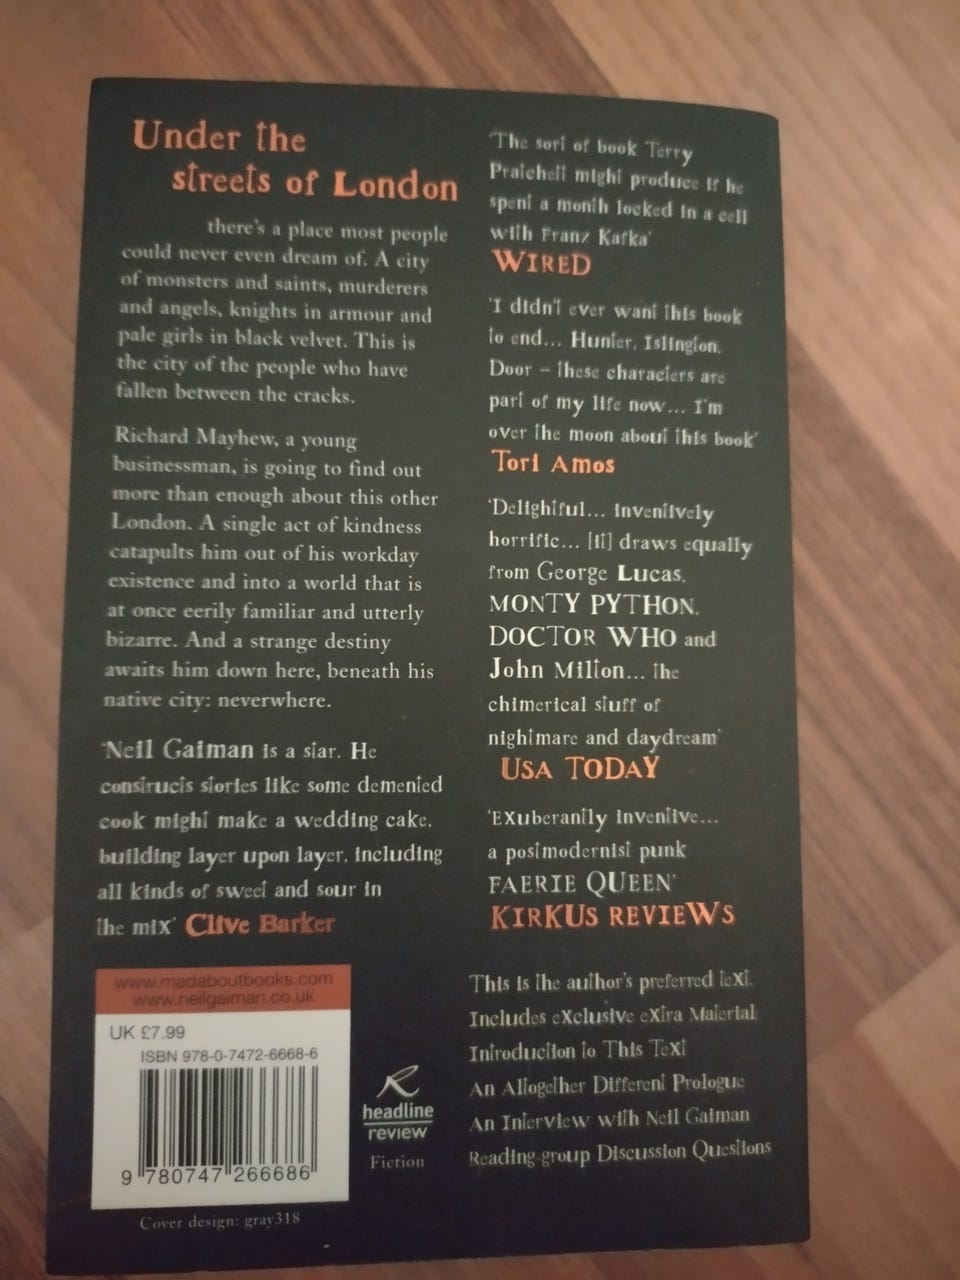 Under the
streets of London
there's a place most people
could never even dream of. A city
of monsters and saints, murderers
and angels, knights in armour and
pale girls in black velvet. This is
the city of the people who have
fallen between the cracks.
Richard Mayhew, a young
businessman, is going to find out
more than enough about this other
London. A single act of kindness
catapults him out of his workday
existence and into a world that is
at once eerily familiar and utterly
bizarre. And a strange destiny
awaits him down here, beneath his
native city: neverwhere.
'Neil Gaiman is a star. He
constructs stories like some demented
cook might make a wedding cake,
building layer upon layer, including
all kinds of sweet and sour in
the mix' Clive Barker
'The sort of book Terry
Pratchett might produce if he
spent a month locked in a cell
with Franz Kafka'
WIRED
'I didn't ever want this book
to end... Hunter, Islington,
Door – these characters are
part of my life now... I'm
over the moon about this book'
Tori Amos
'Delightful... inventively
horrific... [it] draws equally
from George Lucas,
MONTY PYTHON,
DOCTOR WHO and
John Milton... the
chimerical stuff of
nightmare and daydream'
USA TODAY
'Exuberantly inventive...
a postmodernist punk
FAERIE QUEEN'
KIRKUS REVIEWS
This is the author's preferred text.
Includes exclusive extra Material:
Introduction to This Text
An Altogether Different Prologue
An Interview with Neil Gaiman
Reading-group Discussion Questions
www.madaboutbooks.com
www.neilgaiman.co.uk
UK £7.99
ISBN 978-0-7472-6668-6
9 780747 266686
headline
review
Fiction
Cover design: gray318